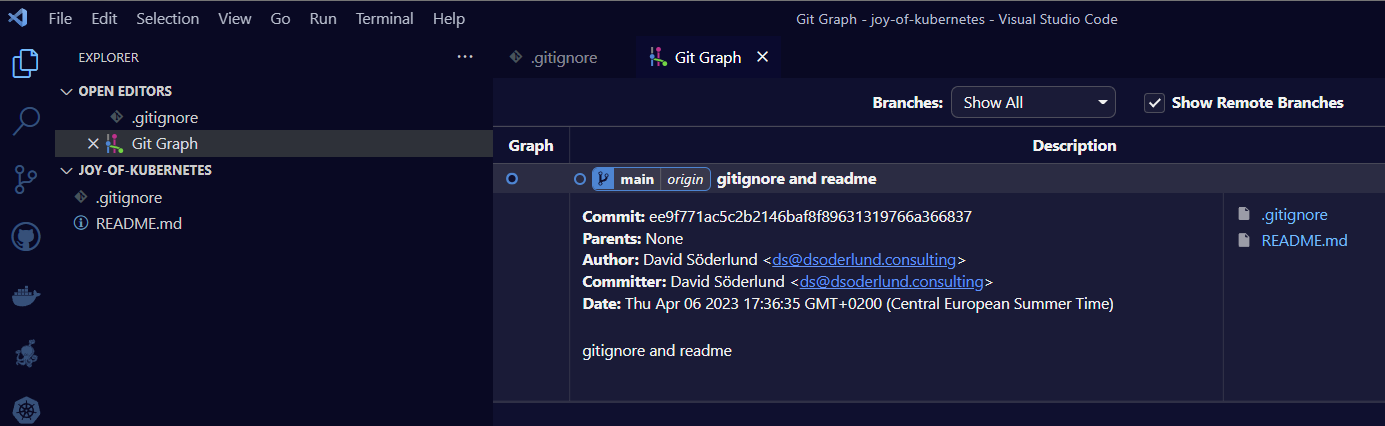 File Edit Selection View Go Run Terminal Help
Git Graph - joy-of-kubernetes - Visual Studio Code
EXPLORER ...
OPEN EDITORS
.gitignore
Git Graph
JOY-OF-KUBERNETES
.gitignore
README.md
.gitignore Git Graph
Branches: Show All Show Remote Branches
Graph Description
main origin gitignore and readme
Commit: ee9f771ac5c2b2146baf8f89631319766a366837
Parents: None
Author: David Söderlund <ds@dsoderlund.consulting>
Committer: David Söderlund <ds@dsoderlund.consulting>
Date: Thu Apr 06 2023 17:36:35 GMT+0200 (Central European Summer Time)
gitignore and readme
.gitignore
README.md